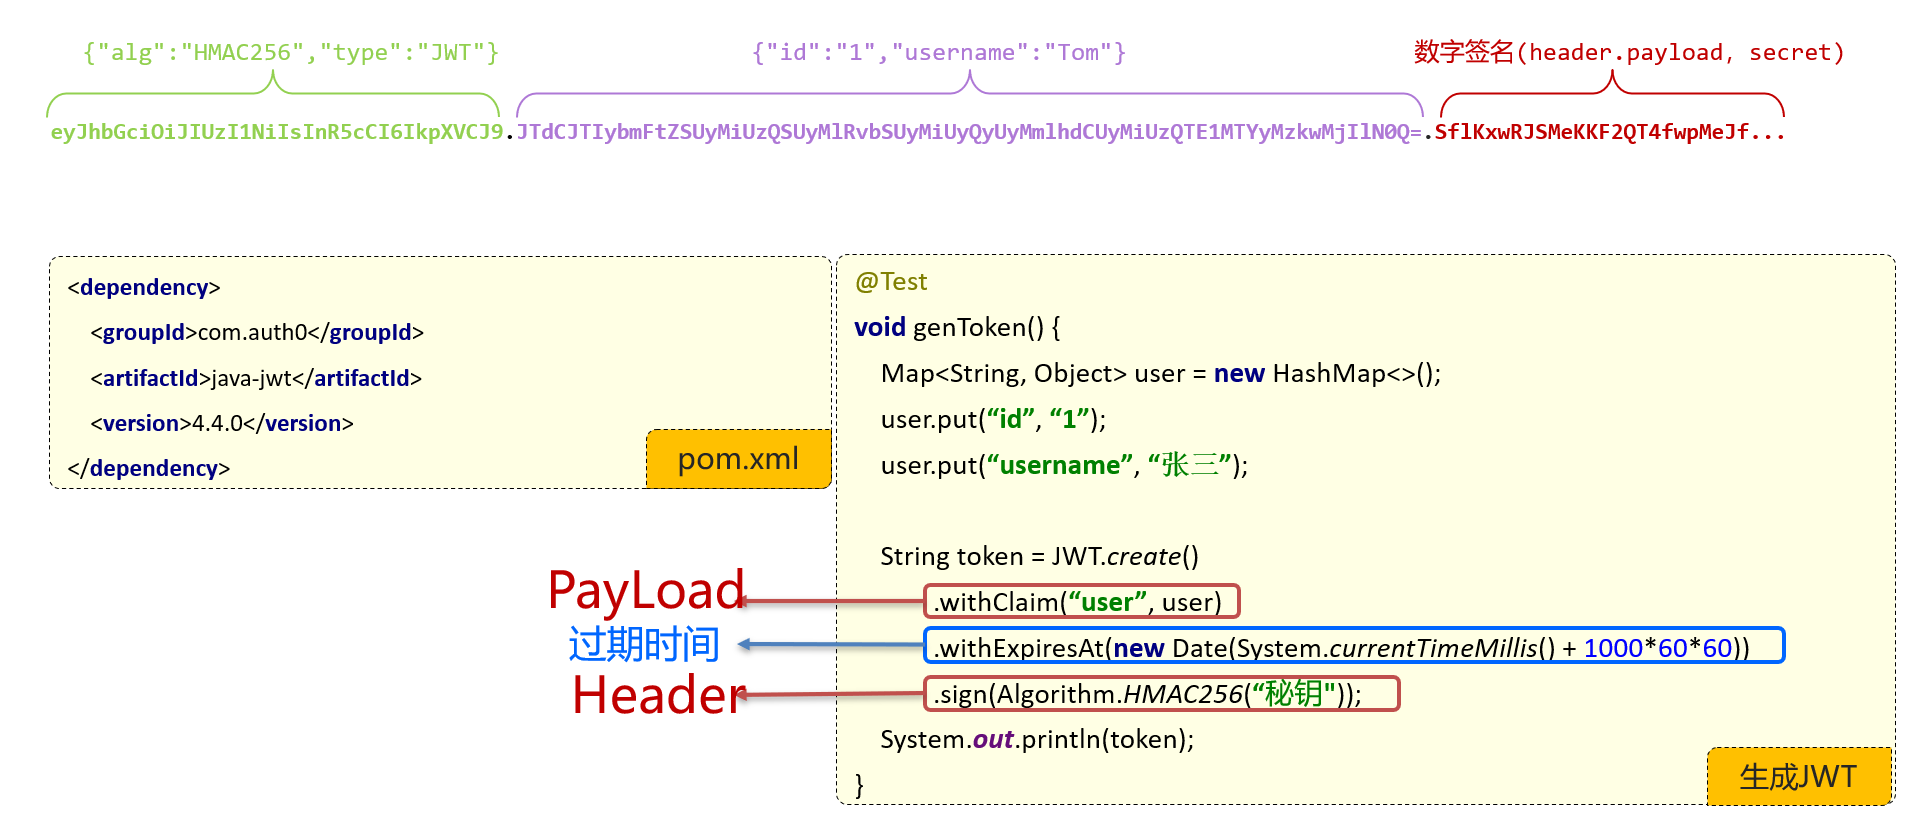 {"alg":"HMAC256","type":"JWT"}
{"id":"1","username":"Tom"}
数字签名(header.payload, secret)
eyJhbGciOiJIUzI1NiIsInR5cCI6IkpXVCJ9.JTdCJTIybmFtZSUyMiUzQSUyMlRvbSUyMiUyQyUyMmlhdCUyMiUzQTE1MTYyMzkwMjIlN0Q=.SflKxwRJSMeKKF2QT4fwpMeJf...
<dependency>
<groupId>com.auth0</groupId>
<artifactId>java-jwt</artifactId>
<version>4.4.0</version>
</dependency>
pom.xml
@Test
void genToken() {
Map<String, Object> user = new HashMap<>();
user.put(“id”, “1”);
user.put(“username”, “张三”);
String token = JWT.create()
PayLoad
.withClaim(“user”, user)
过期时间
.withExpiresAt(new Date(System.currentTimeMillis() + 1000*60*60))
Header
.sign(Algorithm.HMAC256(“秘钥"));
System.out.println(token);
}
生成JWT